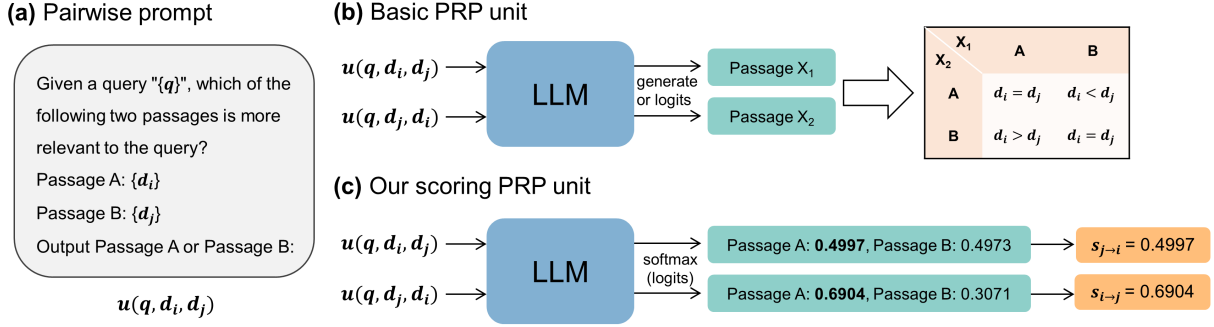 (a) Pairwise prompt
Given a query "{q}", which of the
following two passages is more
relevant to the query?
Passage A: {d_i}
Passage B: {d_j}
Output Passage A or Passage B:
u(q, d_i, d_j)
(b) Basic PRP unit
u(q, d_i, d_j)
u(q, d_j, d_i)
LLM
generate
or logits
Passage X_1
Passage X_2
X_1
X_2
A B
A d_i = d_j d_i < d_j
B d_i > d_j d_i = d_j
(c) Our scoring PRP unit
u(q, d_i, d_j)
u(q, d_j, d_i)
LLM
softmax
(logits)
Passage A: 0.4997, Passage B: 0.4973
Passage A: 0.6904, Passage B: 0.3071
s_{j→i} = 0.4997
s_{i→j} = 0.6904